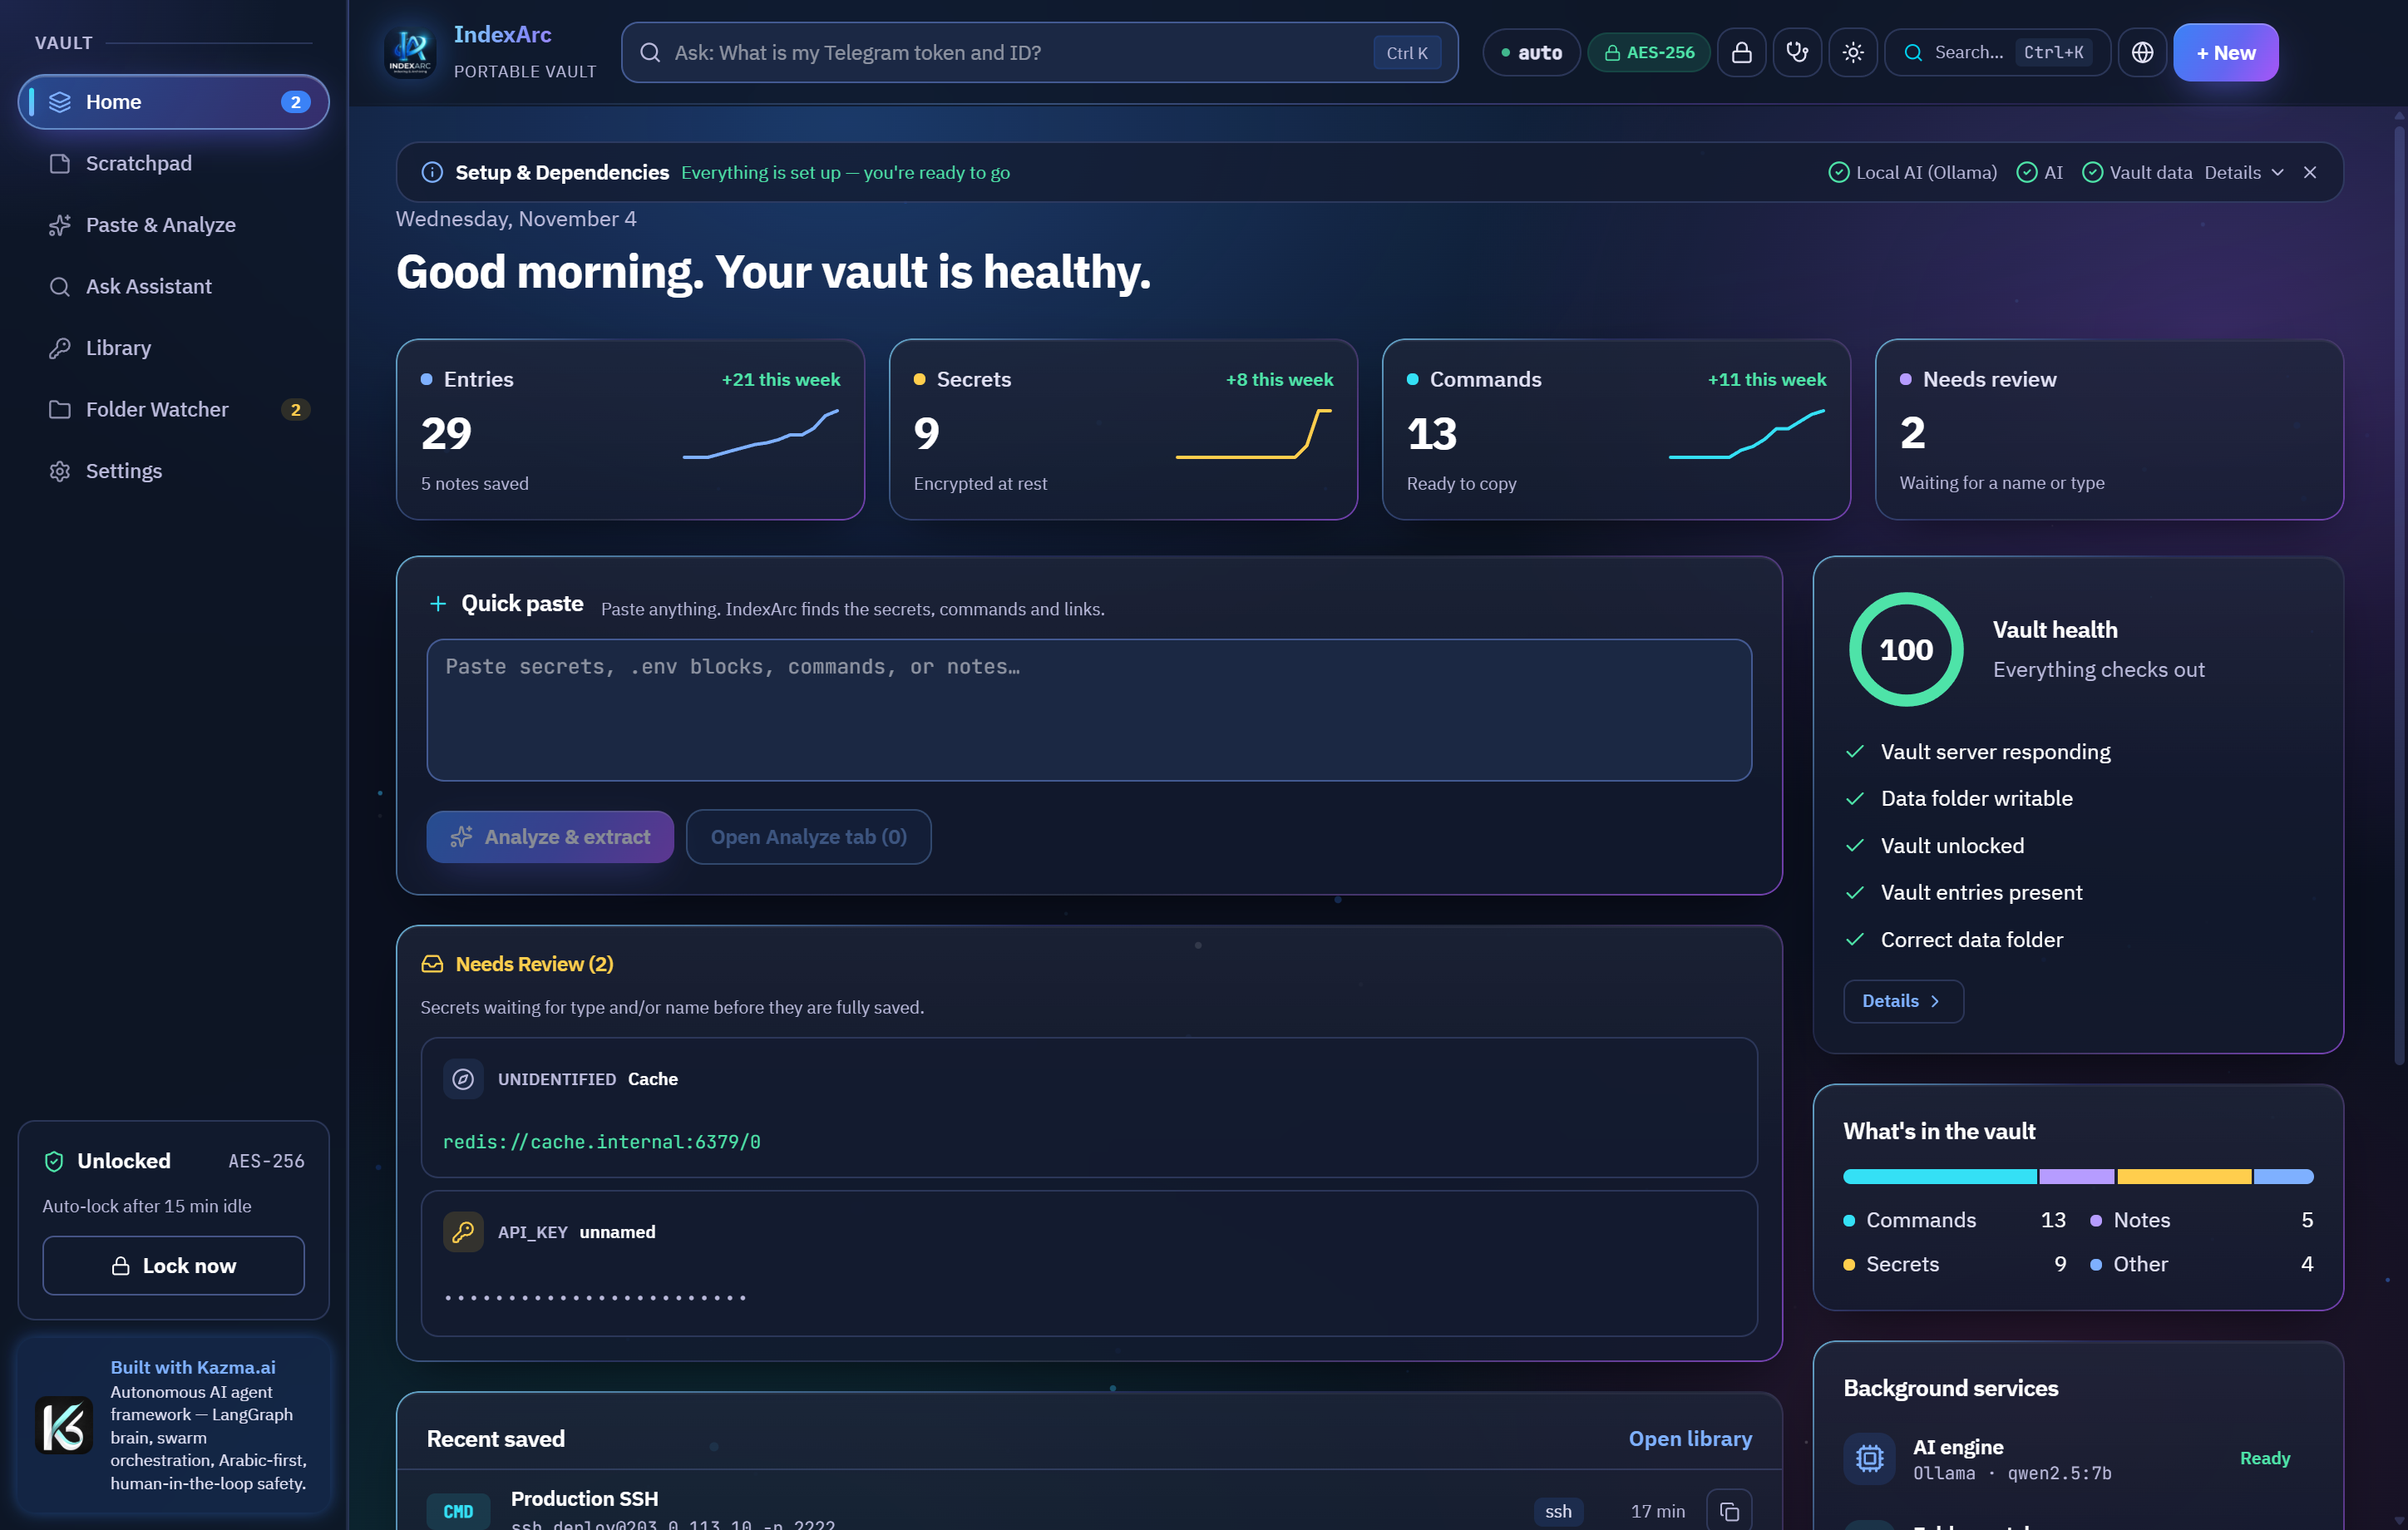 VAULT
Home 2
Scratchpad
Paste & Analyze
Ask Assistant
Library
Folder Watcher 2
Settings
Unlocked AES-256
Auto-lock after 15 min idle
Lock now
Built with Kazma.ai
Autonomous AI agent
framework — LangGraph
brain, swarm
orchestration, Arabic-first,
human-in-the-loop safety.
IndexArc
PORTABLE VAULT
INDEXARC
Ask: What is my Telegram token and ID? Ctrl K
auto
AES-256
Search... Ctrl+K
+ New
Setup & Dependencies Everything is set up — you're ready to go
Local AI (Ollama) AI Vault data Details
Wednesday, November 4
Good morning. Your vault is healthy.
Entries +21 this week
29
5 notes saved
Secrets +8 this week
9
Encrypted at rest
Commands +11 this week
13
Ready to copy
Needs review
2
Waiting for a name or type
Quick paste Paste anything. IndexArc finds the secrets, commands and links.
Paste secrets, .env blocks, commands, or notes…
Analyze & extract
Open Analyze tab (0)
Needs Review (2)
Secrets waiting for type and/or name before they are fully saved.
UNIDENTIFIED Cache
redis://cache.internal:6379/0
API_KEY unnamed
•••••••••••••••••••••••• 
Recent saved Open library
CMD Production SSH ssh 17 min
ssh deploy@203.0.113.10 -p 2222
100
Vault health
Everything checks out
Vault server responding
Data folder writable
Vault unlocked
Vault entries present
Correct data folder
Details
What's in the vault
Commands 13 Notes 5
Secrets 9 Other 4
Background services
AI engine
Ollama · qwen2.5:7b
Ready